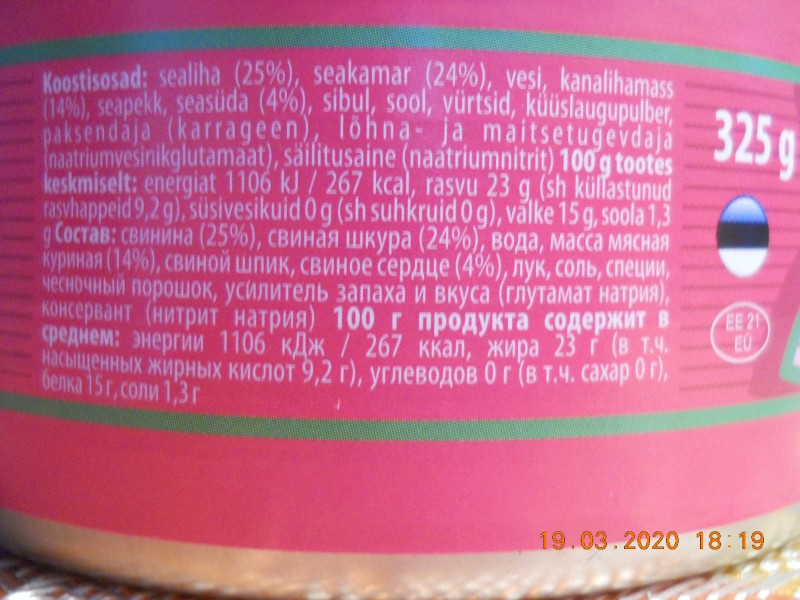 Koostisosad: sealiha (25%), seakamar (24%), vesi, kanalihamass
(14%), seapekk, seasüda (4%), sibul, sool, vürtsid, küüslaugupulber,
paksendaja (karrageen), lõhna- ja maitsetugevdaja
(naatriumvesinikglutamaat), säilitusaine (naatriumnitrit) 100 g tootes
keskmiselt: energiat 1106 kJ / 267 kcal, rasvu 23 g (sh küllastunud
rasvhappeid 9,2 g), süsivesikuid 0 g (sh suhkruid 0 g), valke 15 g, soola 1,3
g Состав: свинина (25%), свиная шкура (24%), вода, масса мясная
куриная (14%), свиной шпик, свиное сердце (4%), лук, соль, специи,
чесночный порошок, усилитель запаха и вкуса (глутамат натрия),
консервант (нитрит натрия) 100 г продукта содержит в
среднем: энергии 1106 кДж / 267 ккал, жира 23 г (в т.ч.
насыщенных жирных кислот 9,2 г), углеводов 0 г (в т.ч. сахар 0 г),
белка 15 г, соли 1,3 г
325 g
EE 21
EÜ
19.03.2020 18:19